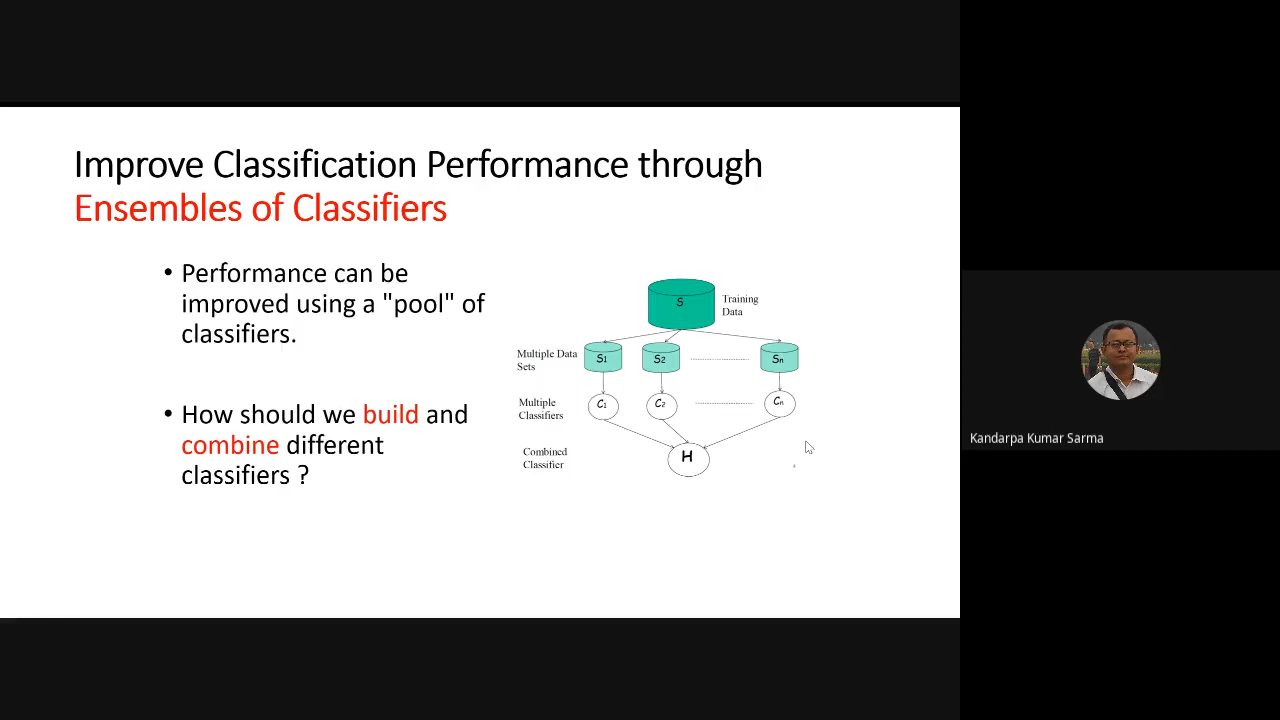 Improve Classification Performance through
Ensembles of Classifiers
• Performance can be
improved using a "pool" of
classifiers.
• How should we build and
combine different
classifiers ?
S
Training
Data
Multiple Data
Sets
S1
S2
Sn
Multiple
Classifiers
C1
C2
Cn
Combined
Classifier
H
4
Kandarpa Kumar Sarma